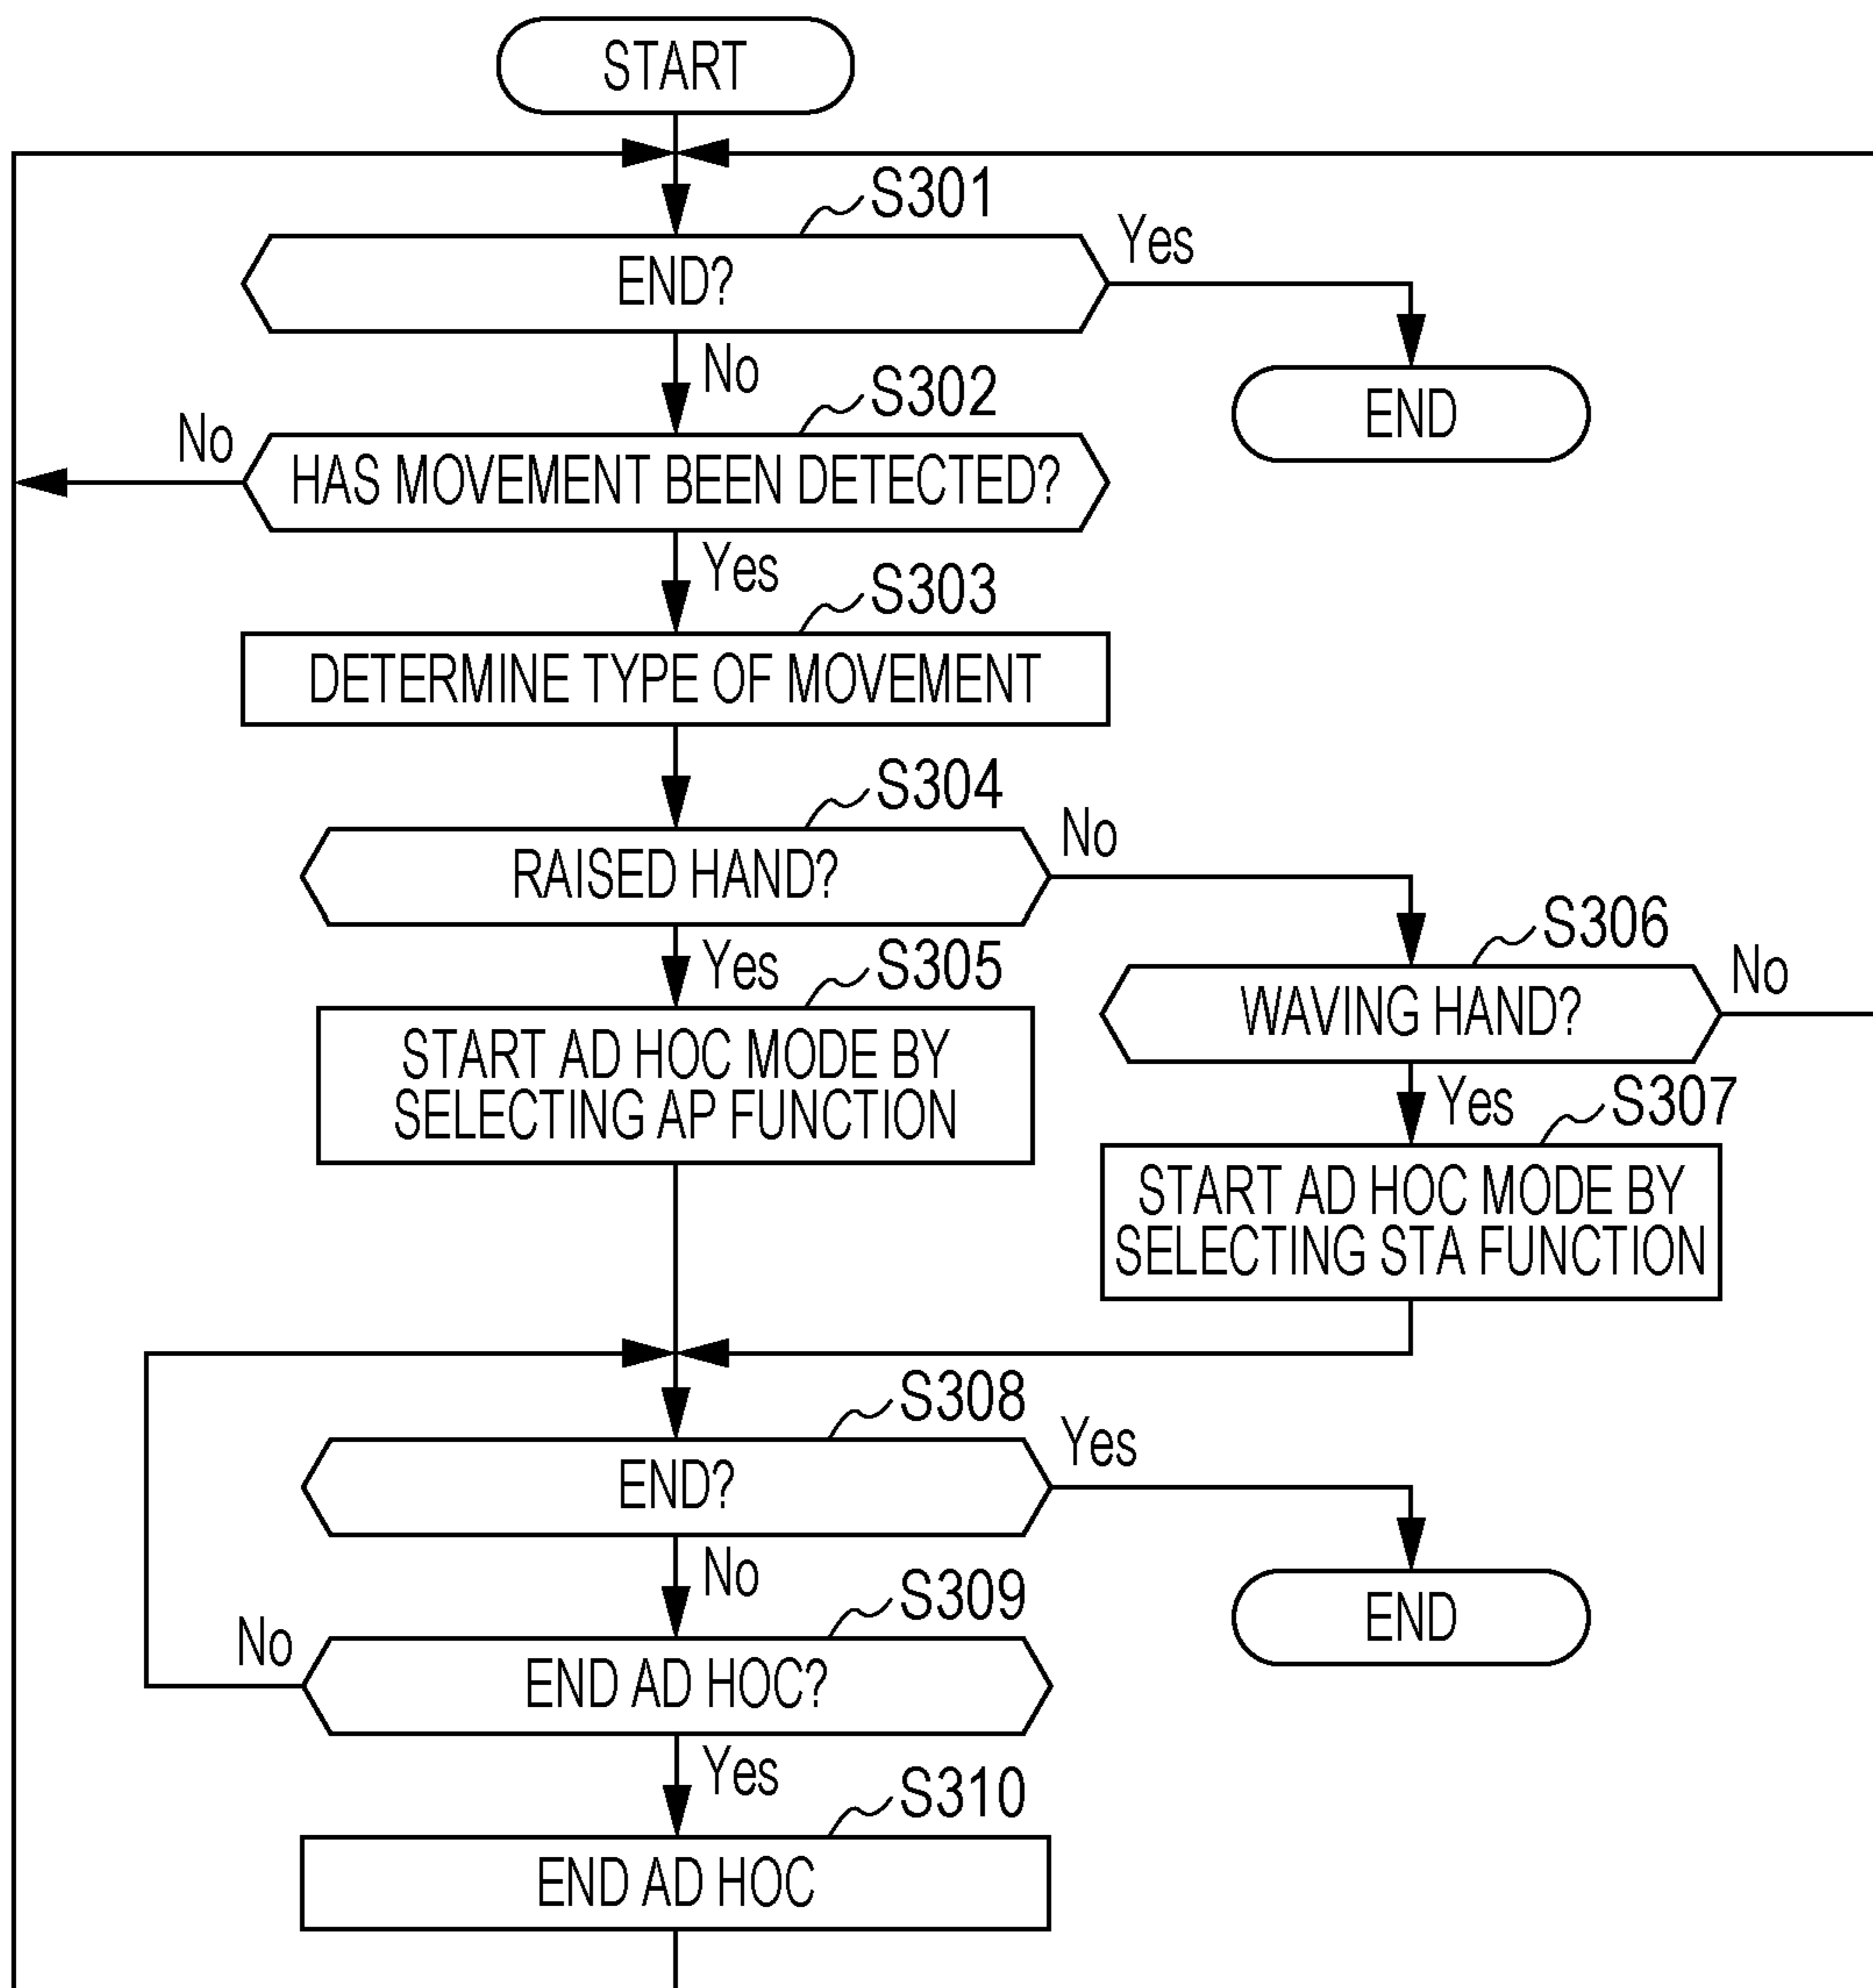 START
S301
END?
Yes
No
END
S302
No
HAS MOVEMENT BEEN DETECTED?
Yes
S303
DETERMINE TYPE OF MOVEMENT
S304
RAISED HAND?
No
Yes
S305
START AD HOC MODE BY
SELECTING AP FUNCTION
S306
WAVING HAND?
No
Yes
S307
START AD HOC MODE BY
SELECTING STA FUNCTION
S308
END?
Yes
No
END
S309
No
END AD HOC?
Yes
S310
END AD HOC